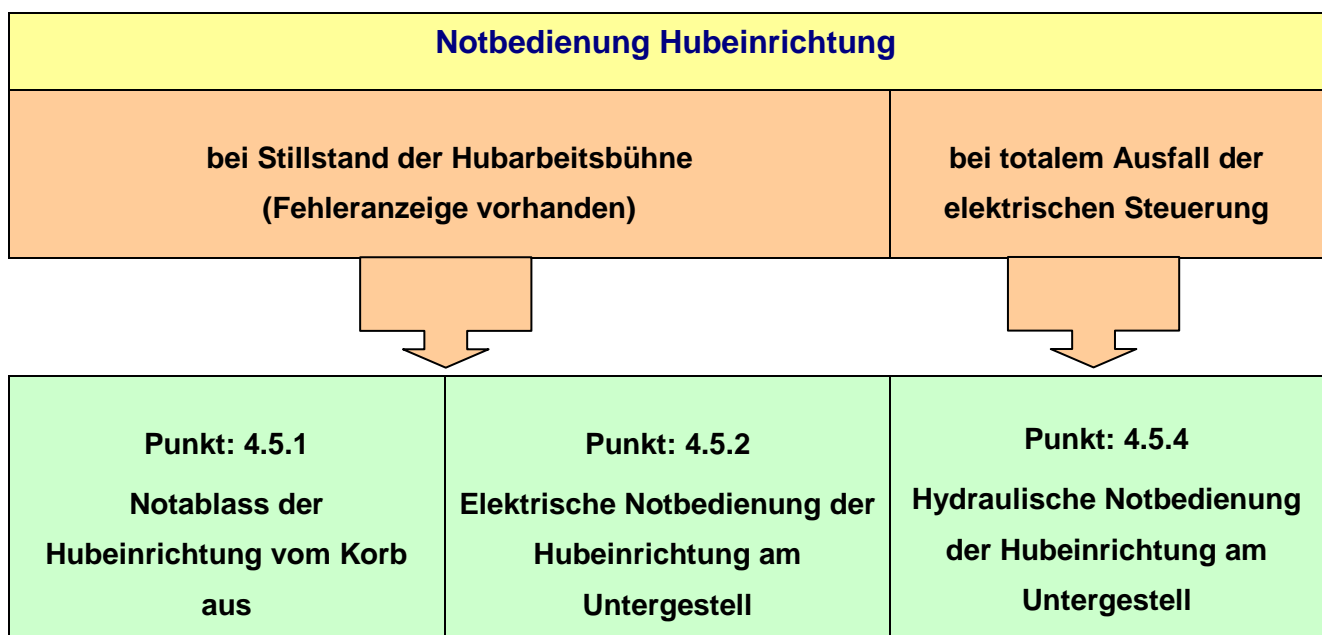 Notbedienung Hubeinrichtung
bei Stillstand der Hubarbeitsbühne
(Fehleranzeige vorhanden)
bei totalem Ausfall der
elektrischen Steuerung
Punkt: 4.5.1
Notablass der
Hubeinrichtung vom Korb
aus
Punkt: 4.5.2
Elektrische Notbedienung der
Hubeinrichtung am
Untergestell
Punkt: 4.5.4
Hydraulische Notbedienung
der Hubeinrichtung am
Untergestell